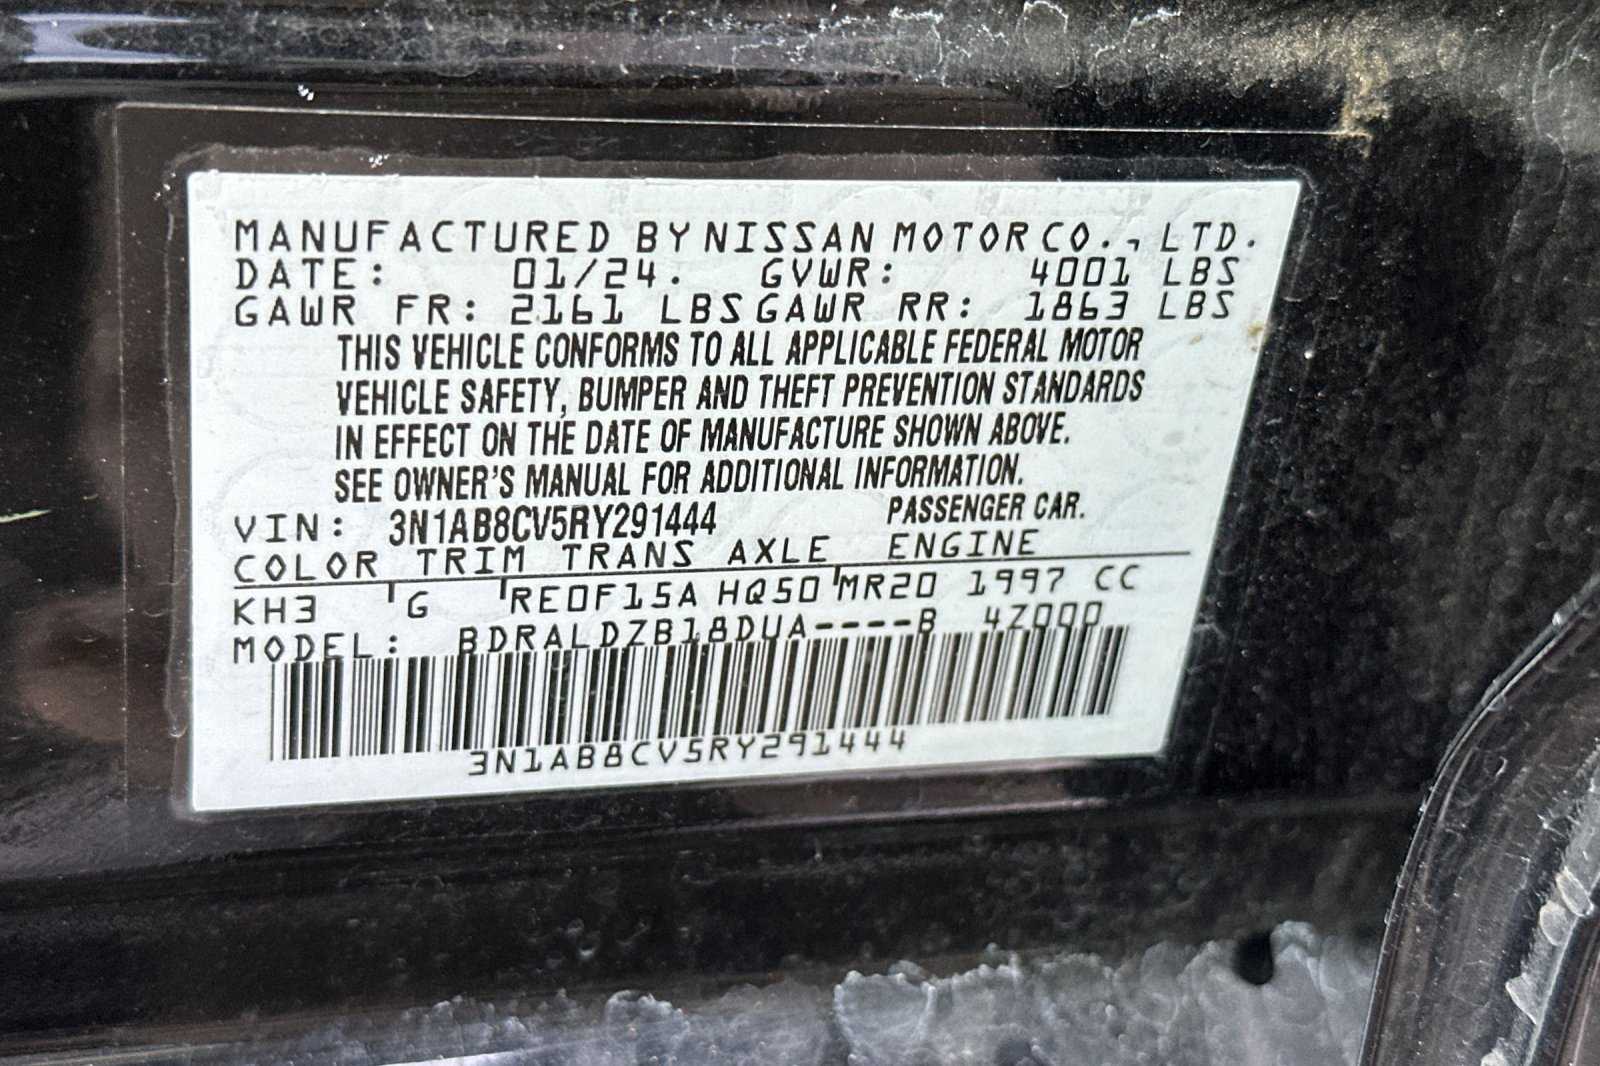 MANUFACTURED BY NISSAN MOTOR CO., LTD.
DATE: 01/24. GVWR: 4001 LBS
GAWR FR: 2161 LBS GAWR RR: 1863 LBS
THIS VEHICLE CONFORMS TO ALL APPLICABLE FEDERAL MOTOR
VEHICLE SAFETY, BUMPER AND THEFT PREVENTION STANDARDS
IN EFFECT ON THE DATE OF MANUFACTURE SHOWN ABOVE.
SEE OWNER'S MANUAL FOR ADDITIONAL INFORMATION.
VIN: 3N1AB8CV5RY291444 PASSENGER CAR.
COLOR TRIM TRANS AXLE ENGINE
KH3 G RE0F15A HQ50 MR20 1997 CC
MODEL: BDRALDZB18DUA----B 4Z000
3N1AB8CV5RY291444